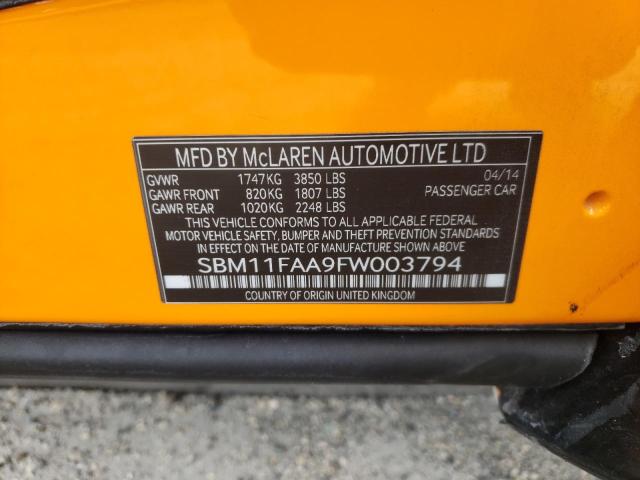 MFD BY McLAREN AUTOMOTIVE LTD
GVWR 1747KG 3850 LBS 04/14
GAWR FRONT 820KG 1807 LBS PASSENGER CAR
GAWR REAR 1020KG 2248 LBS
THIS VEHICLE CONFORMS TO ALL APPLICABLE FEDERAL
MOTOR VEHICLE SAFETY, BUMPER AND THEFT PREVENTION STANDARDS
IN EFFECT ON THE DATE OF MANUFACTURE SHOWN ABOVE
SBM11FAA9FW003794
COUNTRY OF ORIGIN UNITED KINGDOM